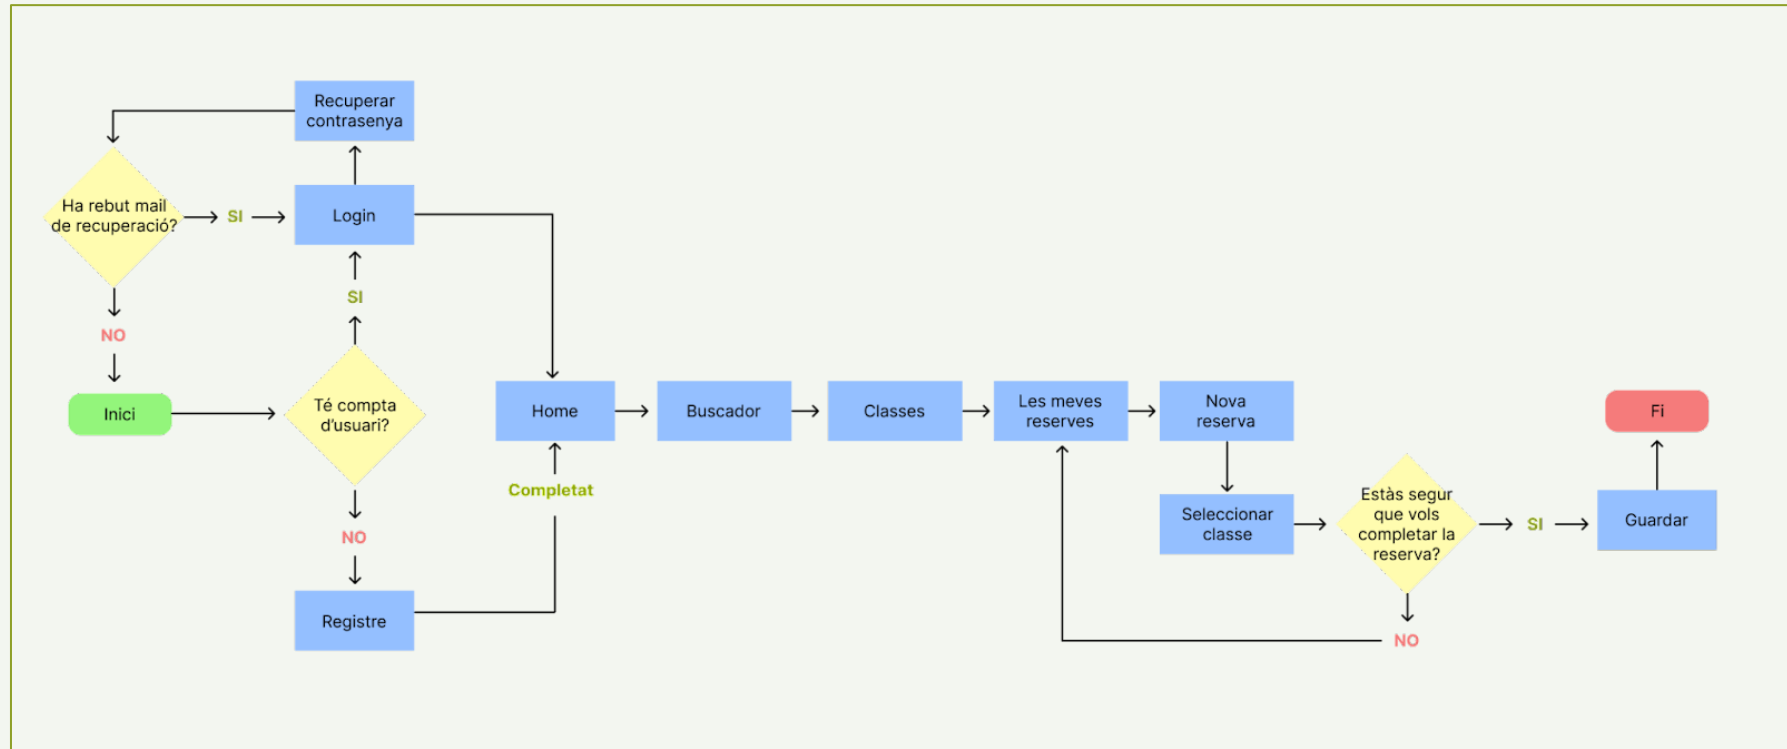 Recuperar
contrasenya
Ha rebut mail
de recuperació?
SI
Login
SI
NO
Inici
Té compta
d'usuari?
NO
Registre
Completat
Home
Buscador
Classes
Les meves
reserves
Nova
reserva
Seleccionar
classe
Estàs segur
que vols
completar la
reserva?
SI
NO
Guardar
Fi